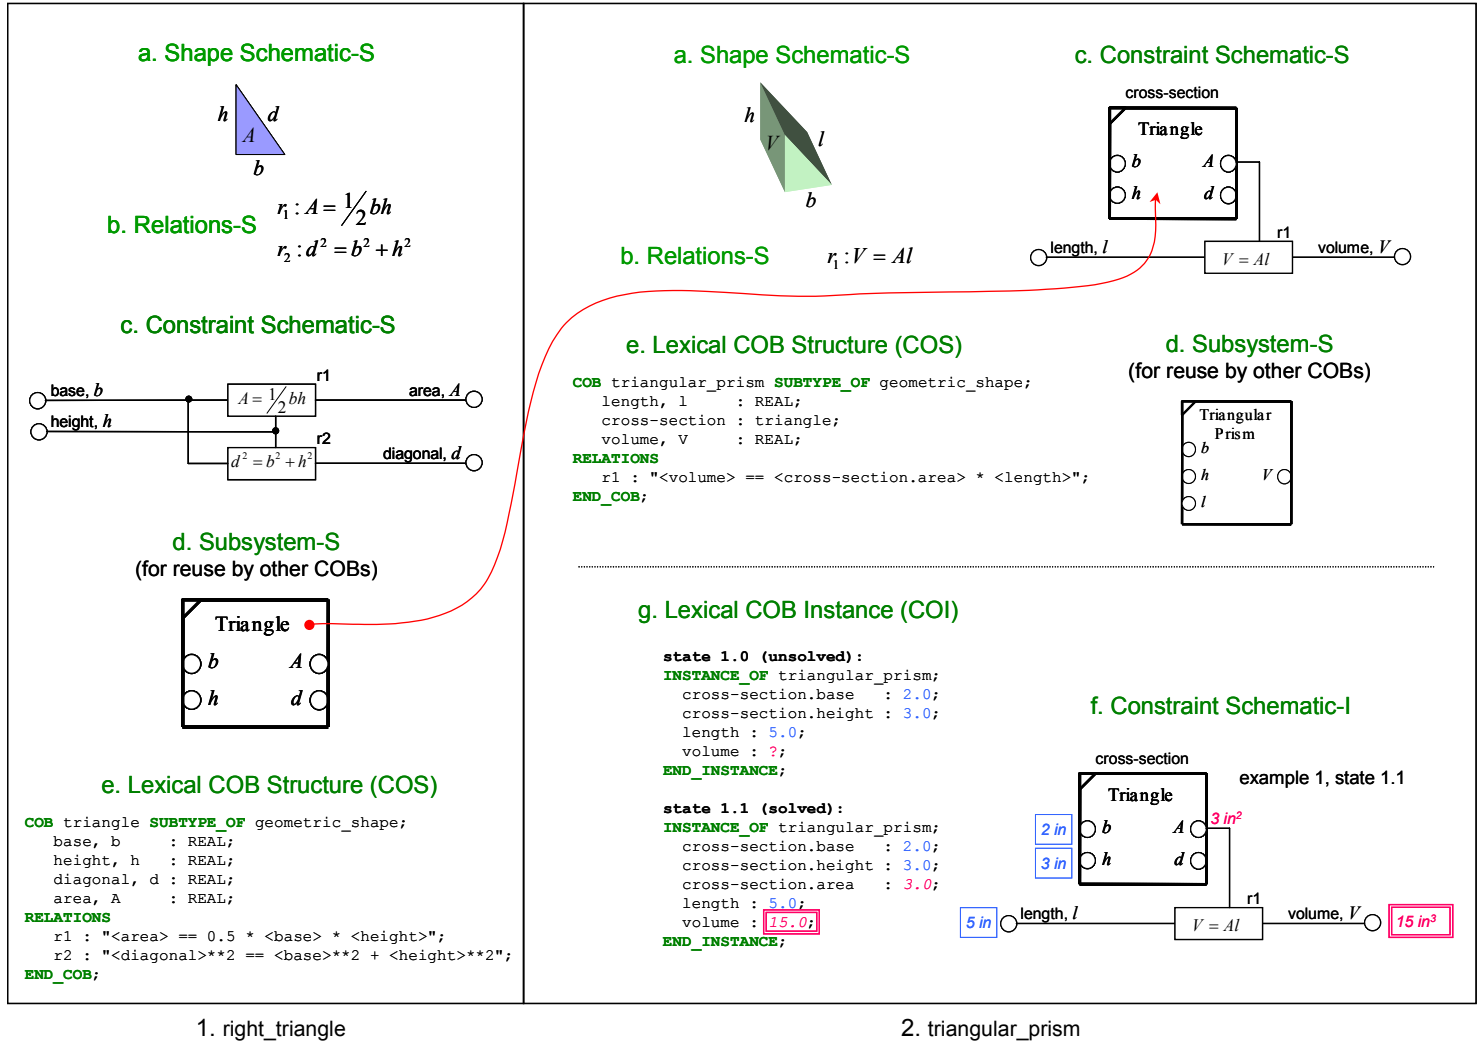 a. Shape Schematic-S
h
d
A
b
b. Relations-S
r1 : A = 1/2 bh
r2 : d² = b² + h²
c. Constraint Schematic-S
base, b
r1
A = 1/2 bh
area, A
height, h
r2
d² = b² + h²
diagonal, d
d. Subsystem-S
(for reuse by other COBs)
Triangle
b
A
h
d
e. Lexical COB Structure (COS)
COB triangle SUBTYPE_OF geometric_shape;
base, b : REAL;
height, h : REAL;
diagonal, d : REAL;
area, A : REAL;
RELATIONS
r1 : "<area> == 0.5 * <base> * <height>";
r2 : "<diagonal>**2 == <base>**2 + <height>**2";
END_COB;
1. right_triangle
a. Shape Schematic-S
h
V
l
b
b. Relations-S
r1 : V = Al
c. Constraint Schematic-S
cross-section
Triangle
b
A
h
d
r1
length, l
V = Al
volume, V
e. Lexical COB Structure (COS)
COB triangular_prism SUBTYPE_OF geometric_shape;
length, l : REAL;
cross-section : triangle;
volume, V : REAL;
RELATIONS
r1 : "<volume> == <cross-section.area> * <length>";
END_COB;
d. Subsystem-S
(for reuse by other COBs)
Triangular
Prism
b
h
V
l
g. Lexical COB Instance (COI)
state 1.0 (unsolved):
INSTANCE_OF triangular_prism;
cross-section.base : 2.0;
cross-section.height : 3.0;
length : 5.0;
volume : ?;
END_INSTANCE;
state 1.1 (solved):
INSTANCE_OF triangular_prism;
cross-section.base : 2.0;
cross-section.height : 3.0;
cross-section.area : 3.0;
length : 5.0;
volume : 15.0;
END_INSTANCE;
f. Constraint Schematic-I
cross-section
example 1, state 1.1
Triangle
2 in
b
A
3 in²
3 in
h
d
r1
5 in
length, l
V = Al
volume, V
15 in³
2. triangular_prism